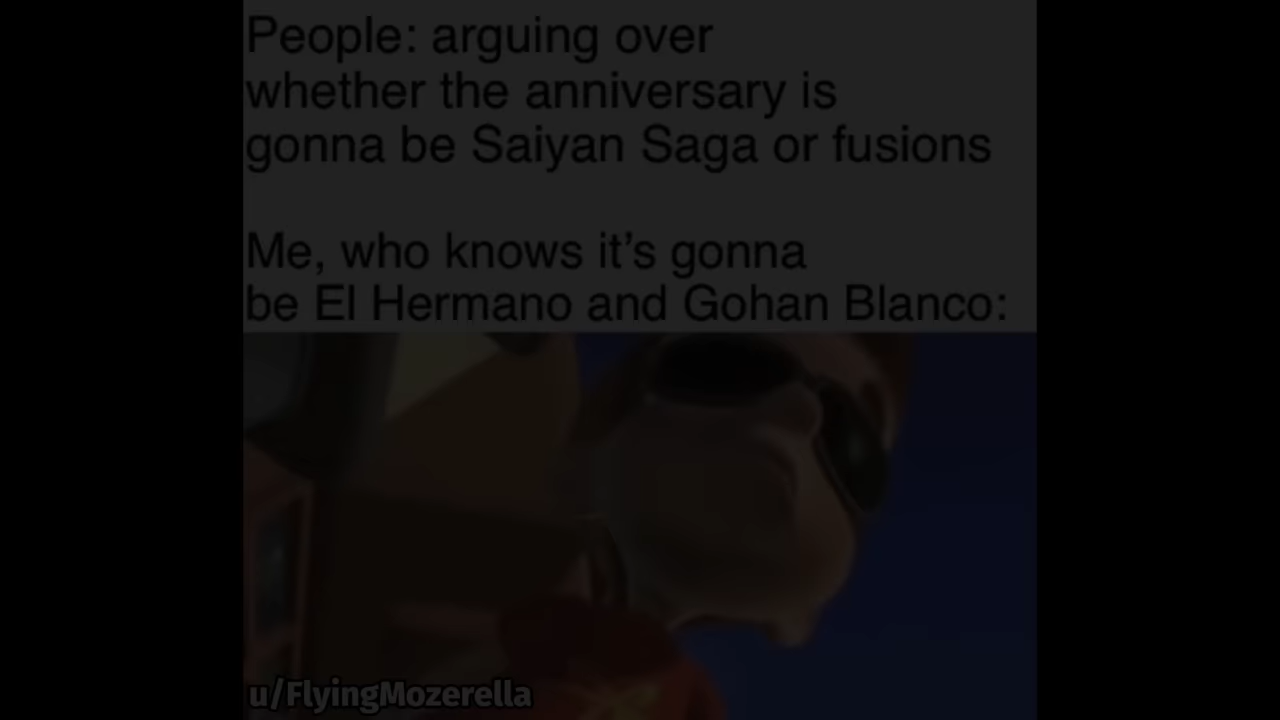 People: arguing over
whether the anniversary is
gonna be Saiyan Saga or fusions
Me, who knows it’s gonna
be El Hermano and Gohan Blanco:
u/FlyingMozerella